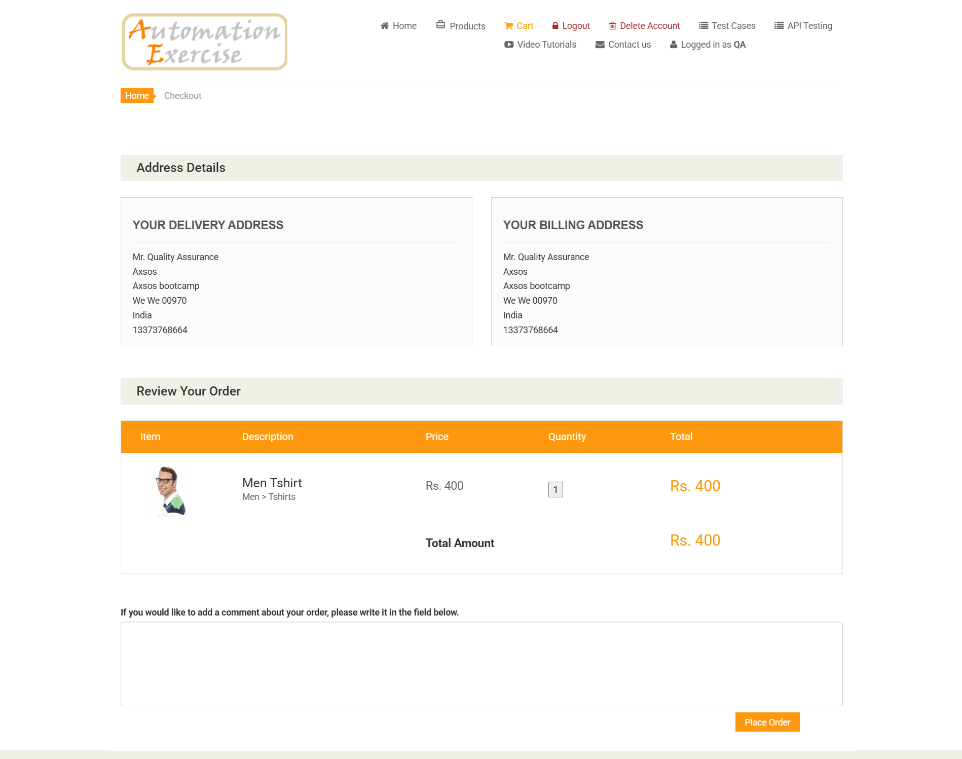 Automation
Exercise
Home Products Cart Logout Delete Account Test Cases API Testing
Video Tutorials Contact us Logged in as QA
Home Checkout
Address Details
YOUR DELIVERY ADDRESS
Mr. Quality Assurance
Axsos
Axsos bootcamp
We We 00970
India
13373768664
YOUR BILLING ADDRESS
Mr. Quality Assurance
Axsos
Axsos bootcamp
We We 00970
India
13373768664
Review Your Order
Item Description Price Quantity Total
Men Tshirt Rs. 400 1 Rs. 400
Men > Tshirts
Total Amount Rs. 400
If you would like to add a comment about your order, please write it in the field below.
Place Order